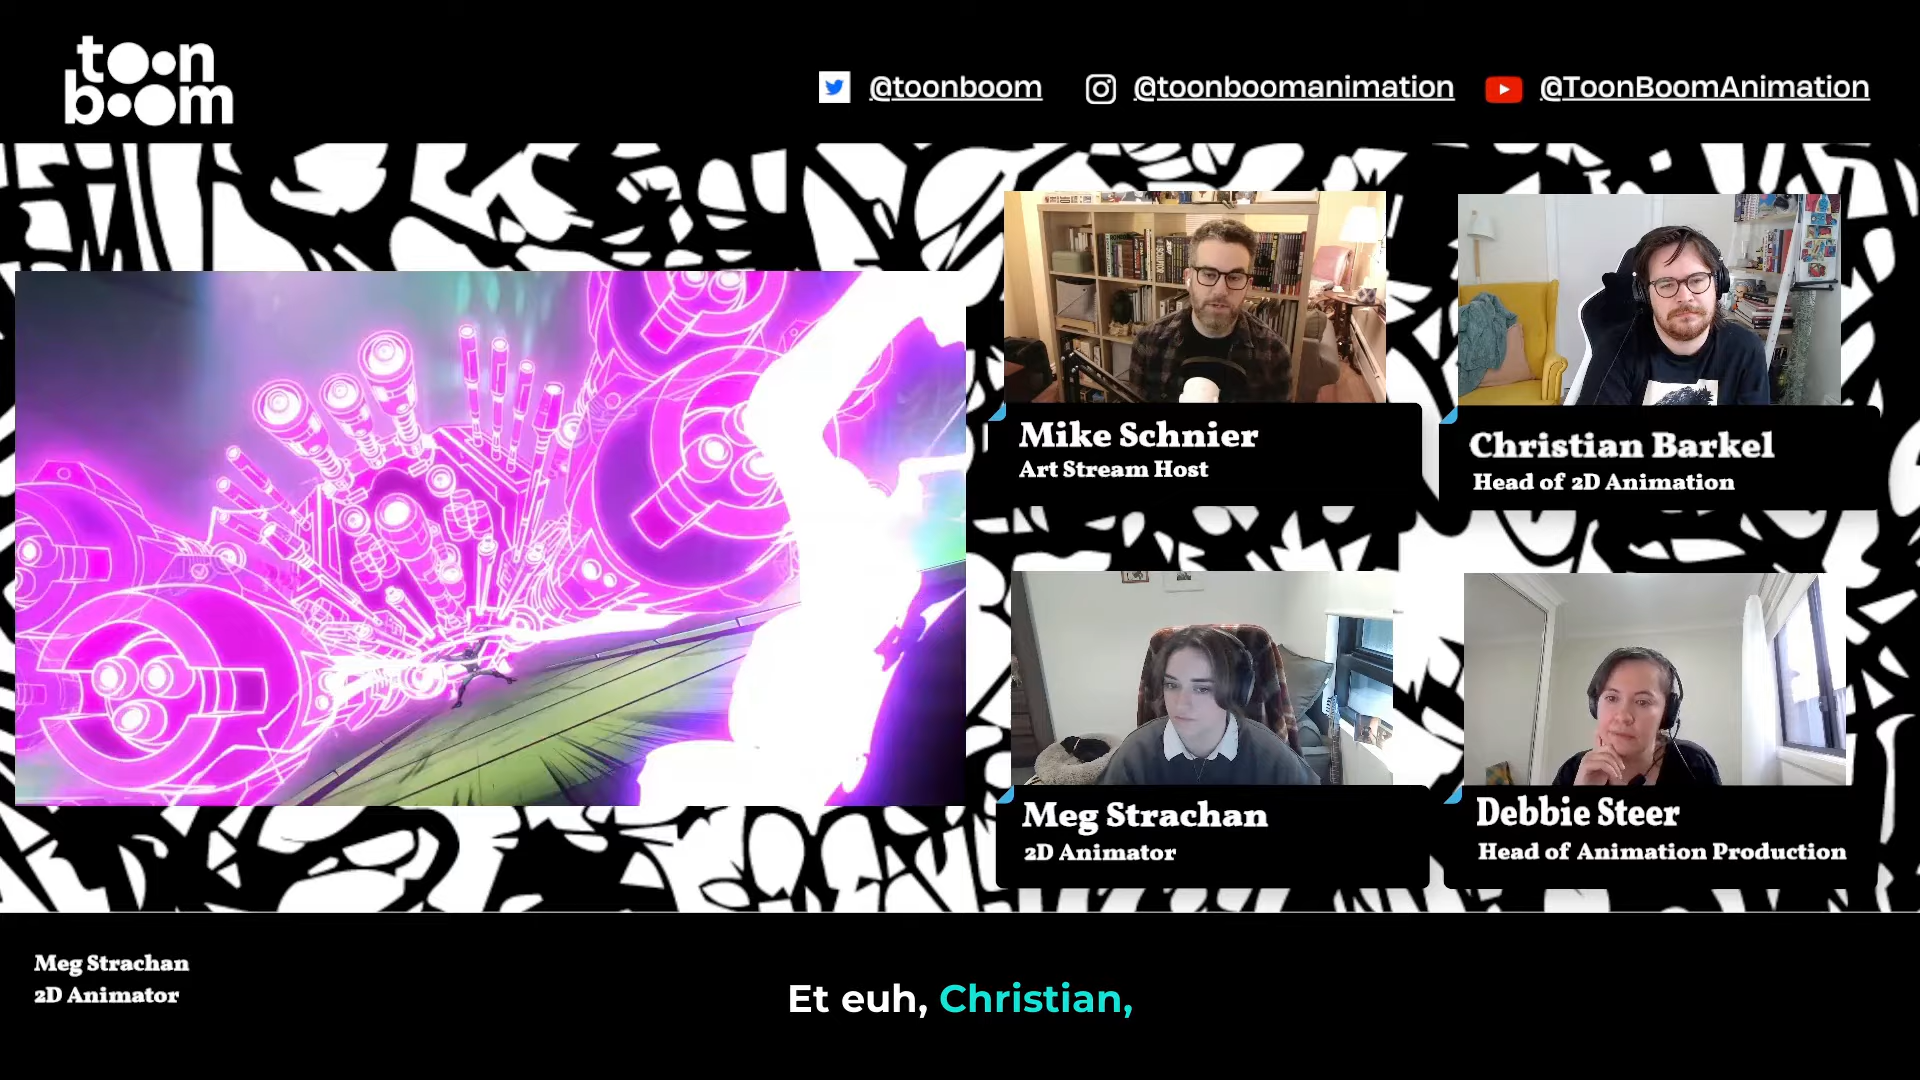 toon
boom
@toonboom
@toonboomanimation
@ToonBoomAnimation
Mike Schnier
Art Stream Host
Christian Barkel
Head of 2D Animation
Meg Strachan
2D Animator
Debbie Steer
Head of Animation Production
Meg Strachan
2D Animator
Et euh, Christian,